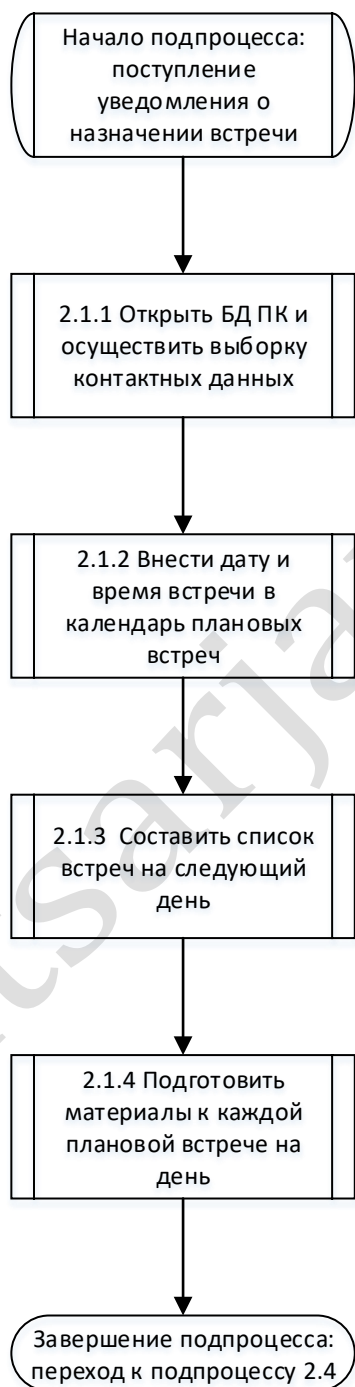 Начало подпроцесса:
поступление
уведомления о
назначении встречи
2.1.1 Открыть БД ПК и
осуществить выборку
контактных данных
2.1.2 Внести дату и
время встречи в
календарь плановых
встреч
2.1.3 Составить список
встреч на следующий
день
2.1.4 Подготовить
материалы к каждой
плановой встрече на
день
Завершение подпроцесса:
переход к подпроцессу 2.4